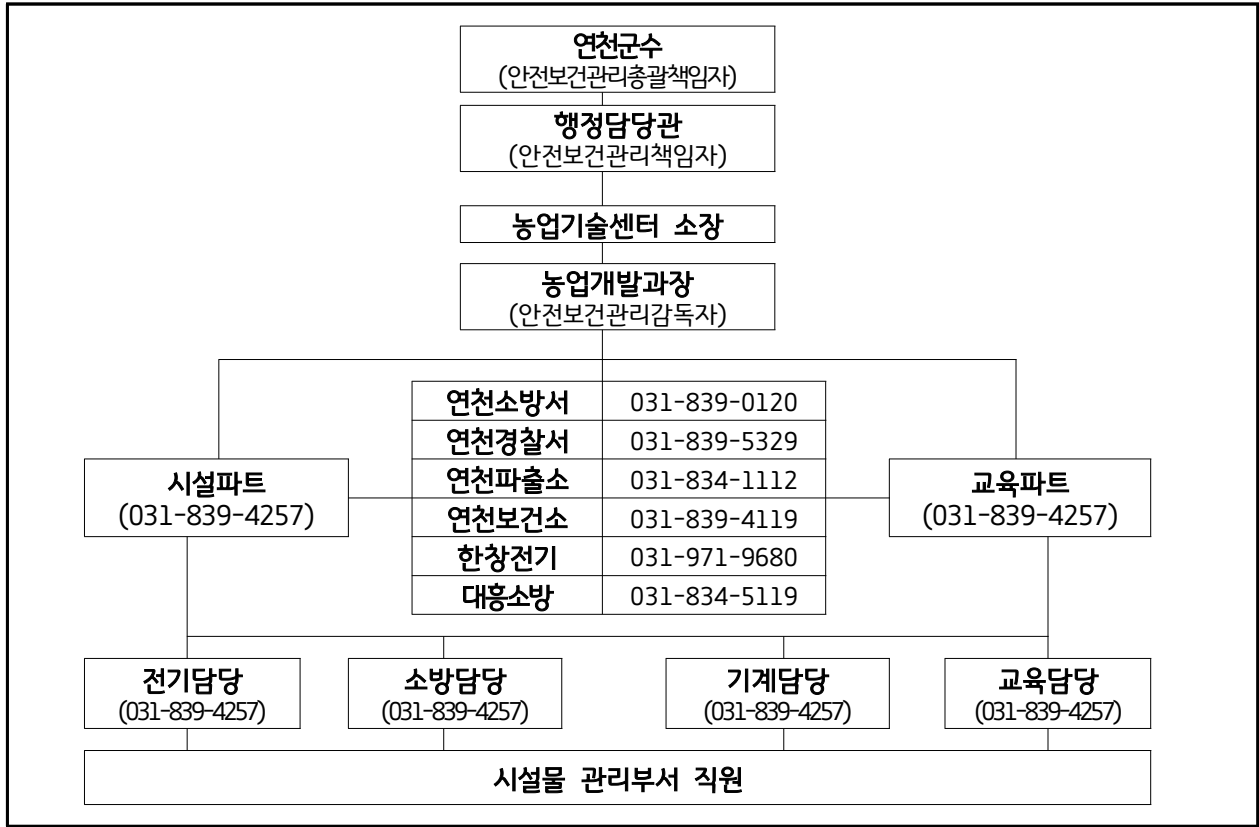 연천군수
(안전보건관리총괄책임자)
행정담당관
(안전보건관리책임자)
농업기술센터 소장
농업개발과장
(안전보건관리감독자)
연천소방서 031-839-0120
연천경찰서 031-839-5329
연천파출소 031-834-1112
연천보건소 031-839-4119
한창전기 031-971-9680
대흥소방 031-834-5119
시설파트
(031-839-4257)
교육파트
(031-839-4257)
전기담당
(031-839-4257)
소방담당
(031-839-4257)
기계담당
(031-839-4257)
교육담당
(031-839-4257)
시설물 관리부서 직원